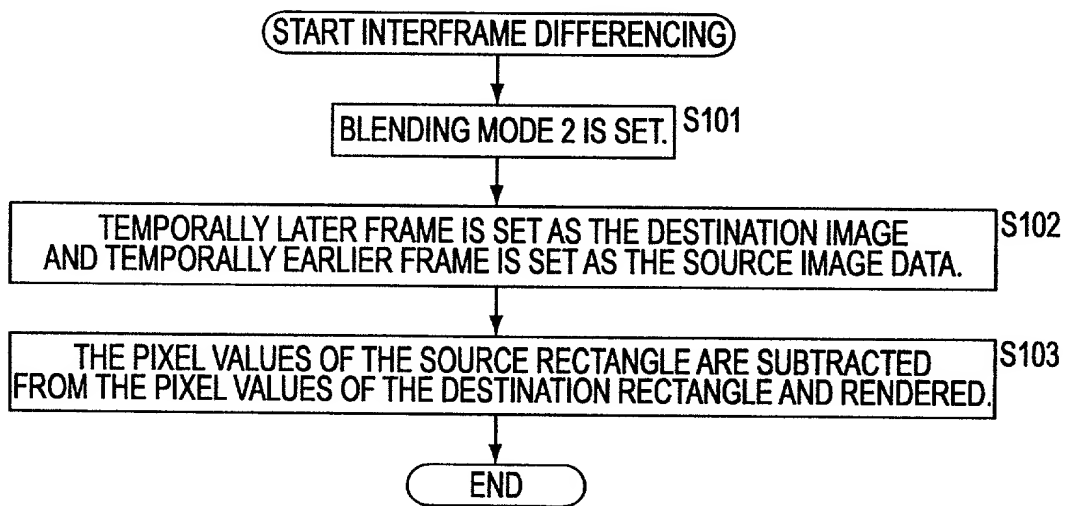 START INTERFRAME DIFFERENCING
BLENDING MODE 2 IS SET. S101
TEMPORALLY LATER FRAME IS SET AS THE DESTINATION IMAGE S102
AND TEMPORALLY EARLIER FRAME IS SET AS THE SOURCE IMAGE DATA.
THE PIXEL VALUES OF THE SOURCE RECTANGLE ARE SUBTRACTED S103
FROM THE PIXEL VALUES OF THE DESTINATION RECTANGLE AND RENDERED.
END